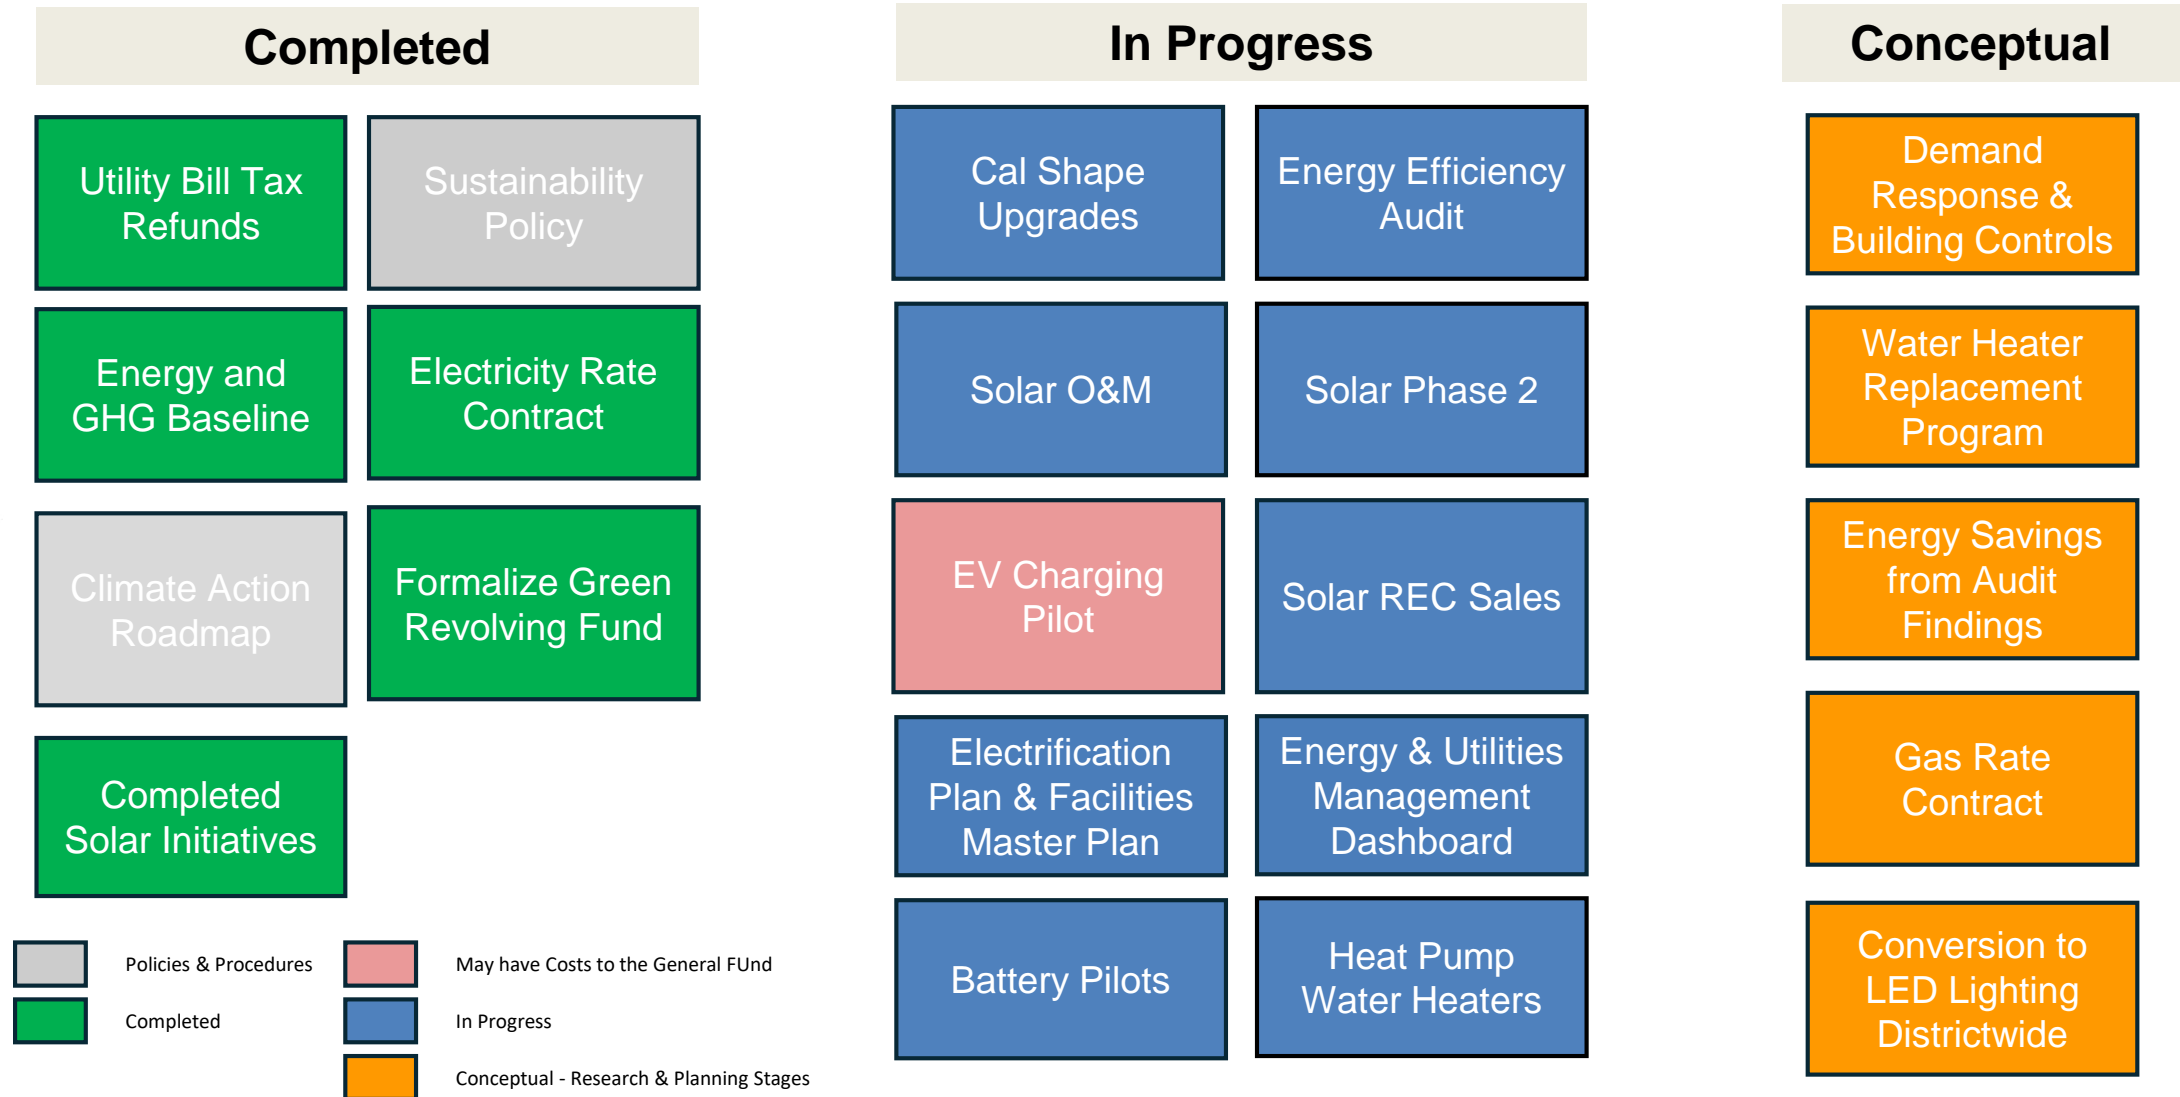 Completed
Utility Bill Tax
Refunds
Sustainability
Policy
Energy and
GHG Baseline
Electricity Rate
Contract
Climate Action
Roadmap
Formalize Green
Revolving Fund
Completed
Solar Initiatives
Policies & Procedures
May have Costs to the General FUnd
Completed
In Progress
Conceptual - Research & Planning Stages
In Progress
Cal Shape
Upgrades
Energy Efficiency
Audit
Solar O&M
Solar Phase 2
EV Charging
Pilot
Solar REC Sales
Electrification
Plan & Facilities
Master Plan
Energy & Utilities
Management
Dashboard
Battery Pilots
Heat Pump
Water Heaters
Conceptual
Demand
Response &
Building Controls
Water Heater
Replacement
Program
Energy Savings
from Audit
Findings
Gas Rate
Contract
Conversion to
LED Lighting
Districtwide